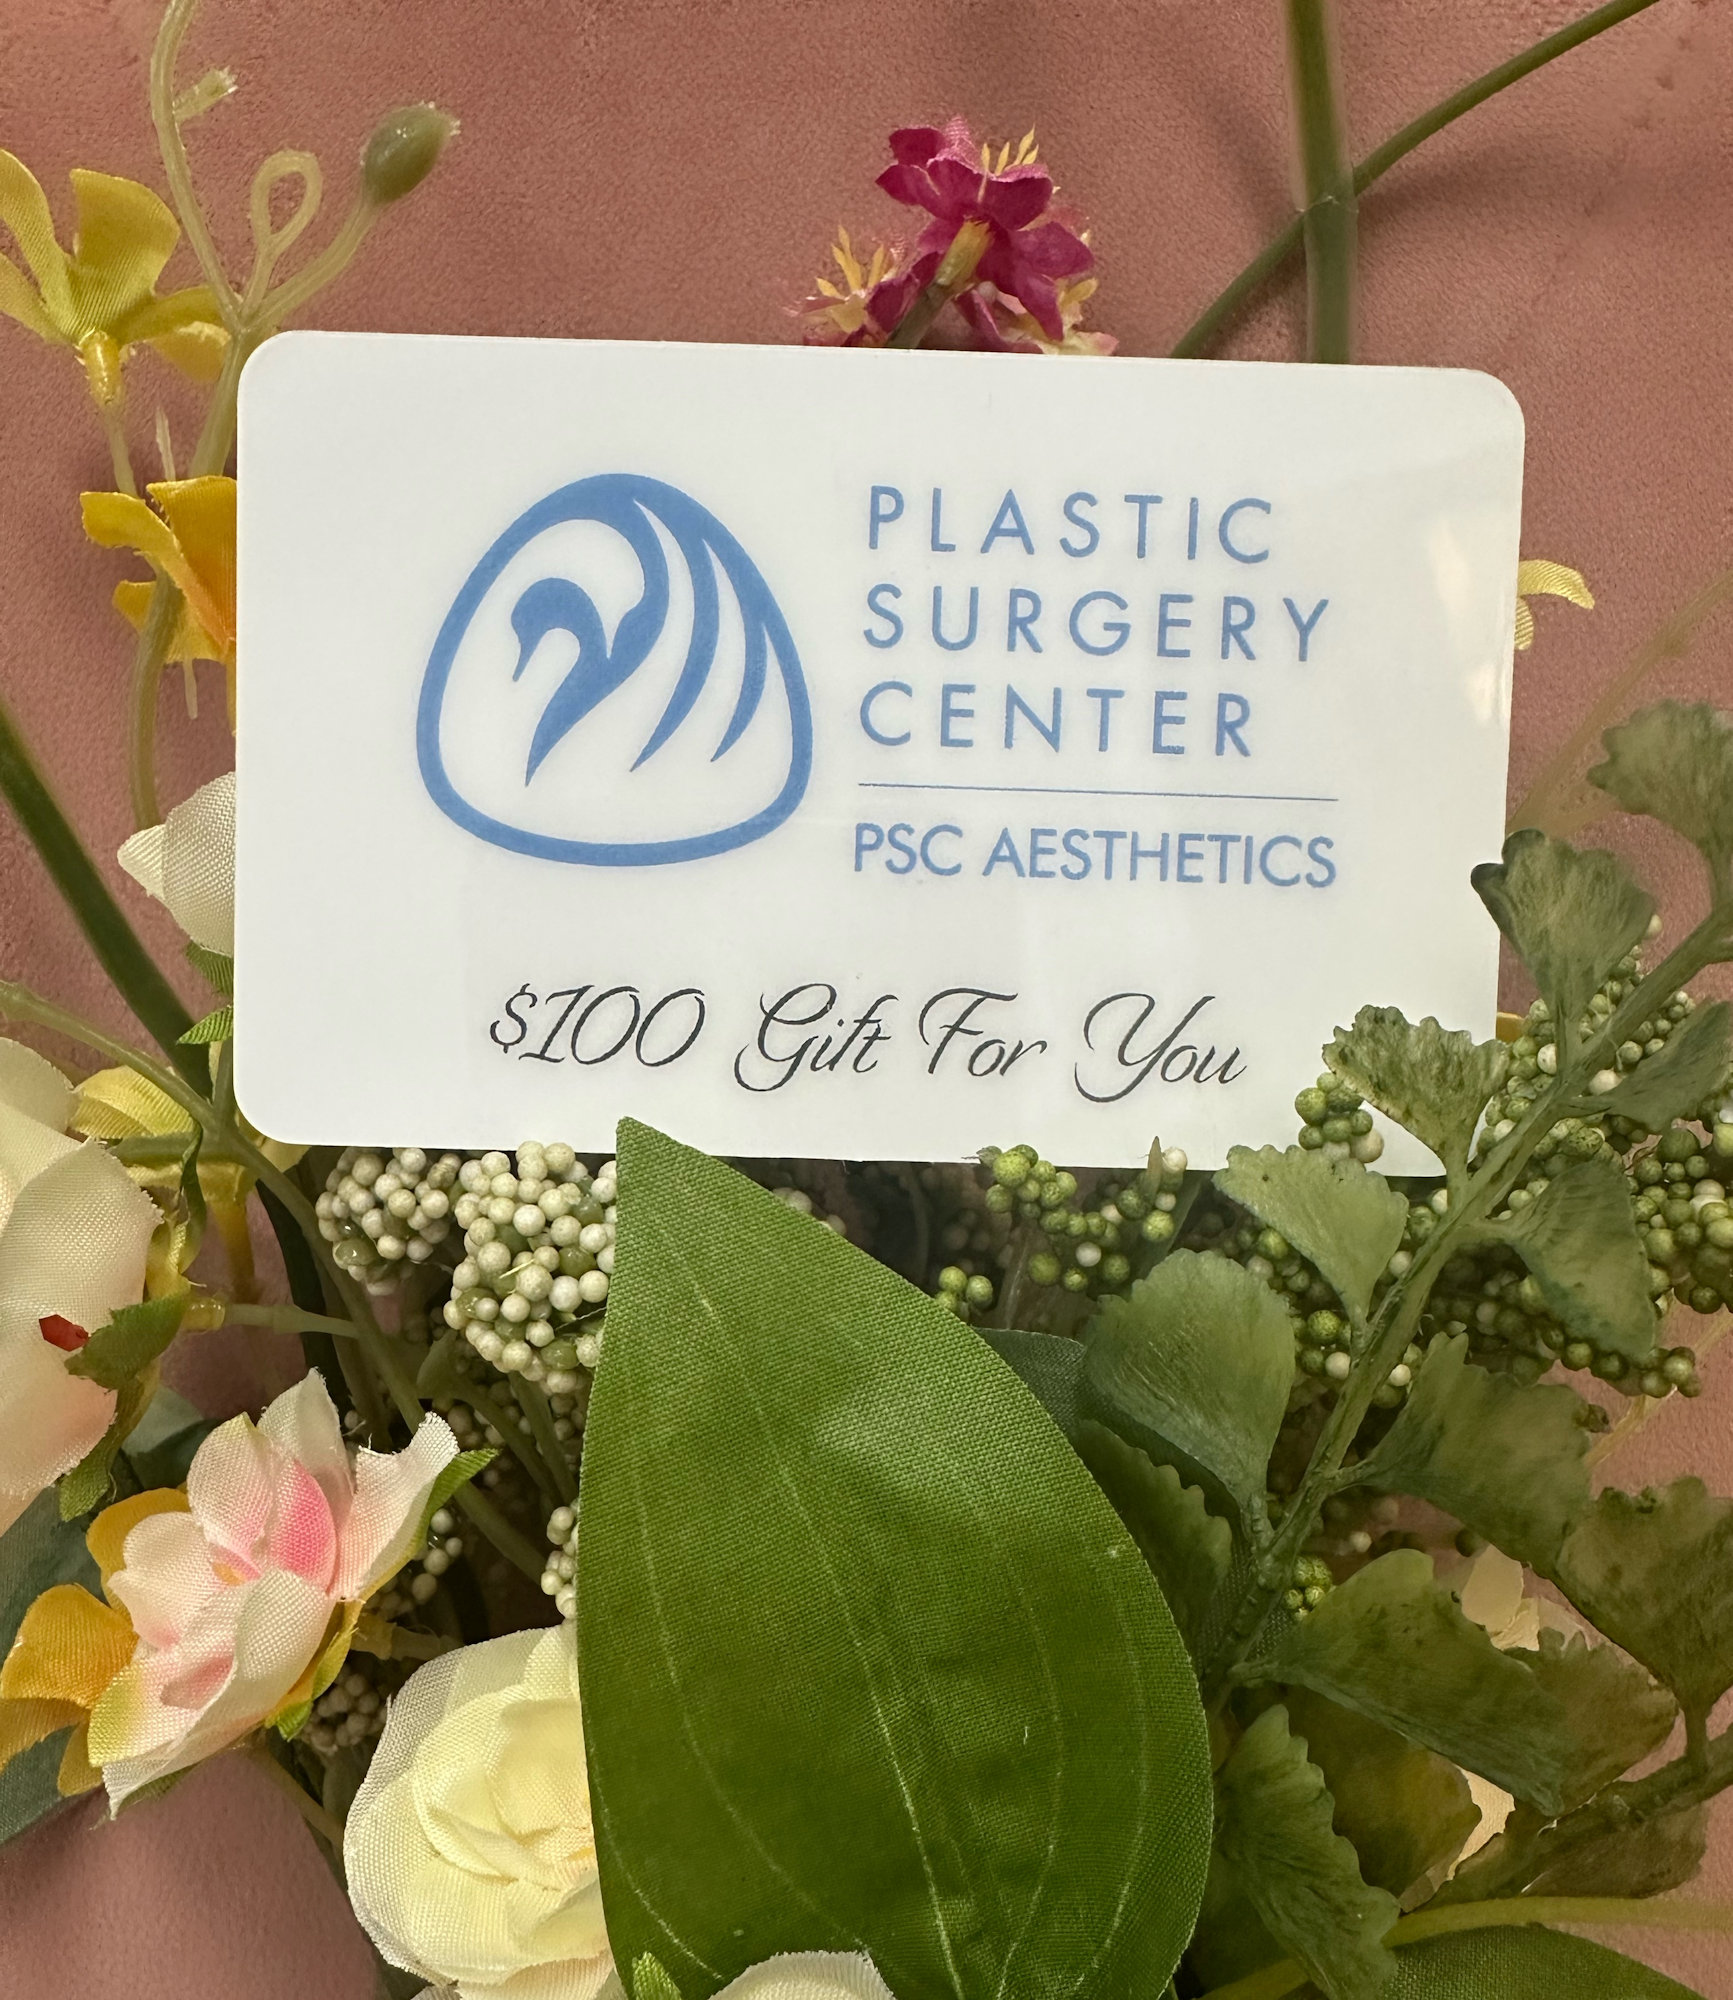 PLASTIC
SURGERY
CENTER
PSC AESTHETICS
$100 Gift For You